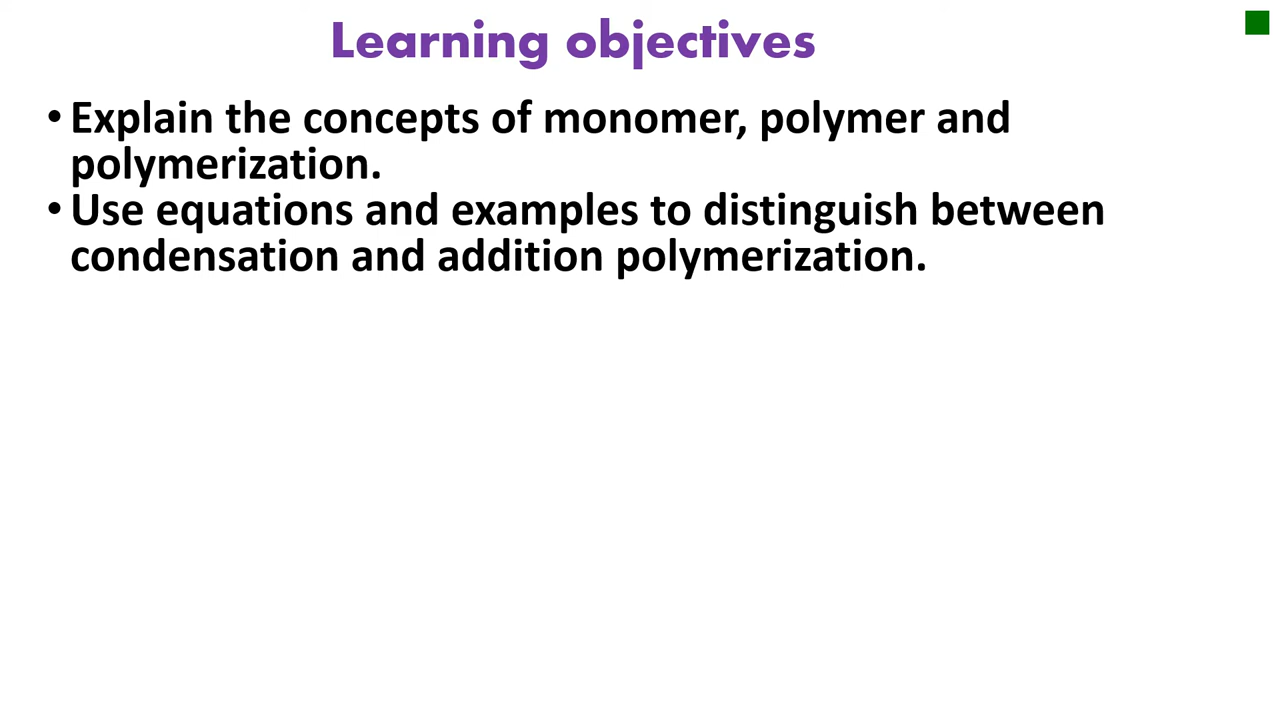 Learning objectives
• Explain the concepts of monomer, polymer and
polymerization.
• Use equations and examples to distinguish between
condensation and addition polymerization.